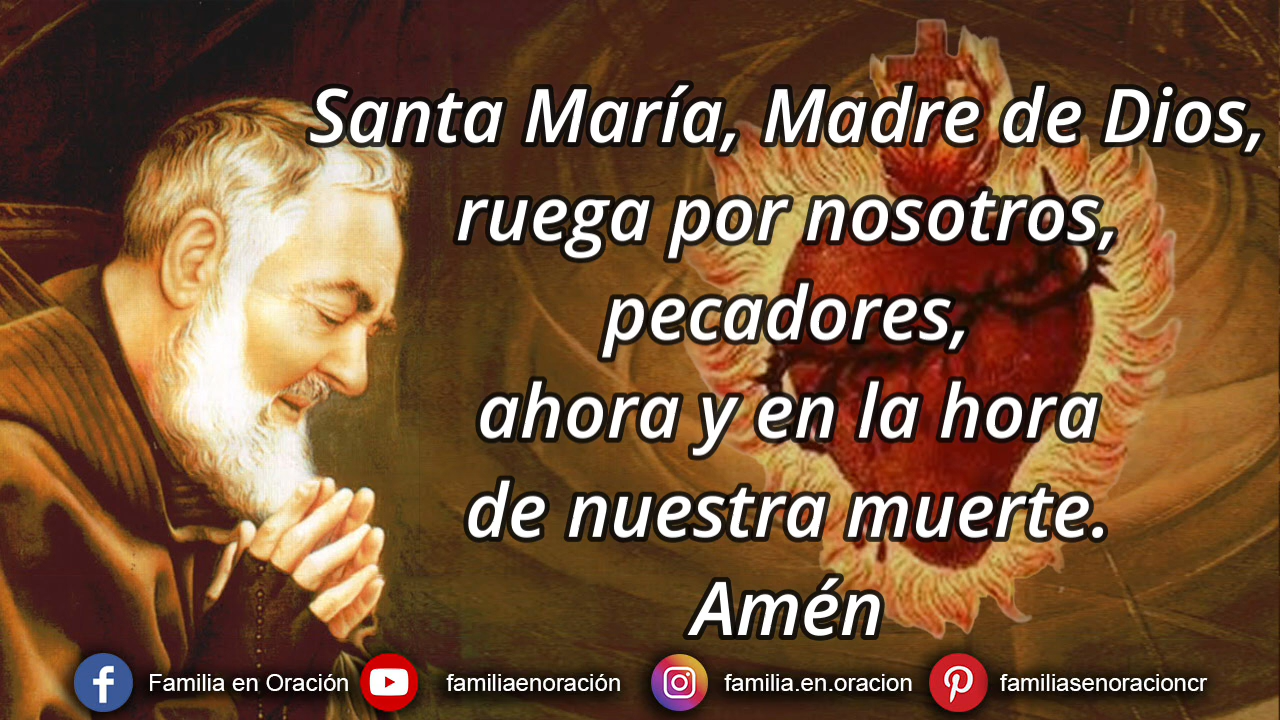 Santa María, Madre de Dios,
ruega por nosotros,
pecadores,
ahora y en la hora
de nuestra muerte.
Amén
Familia en Oración familiaenoración familia.en.oracion familiasenoracioncr